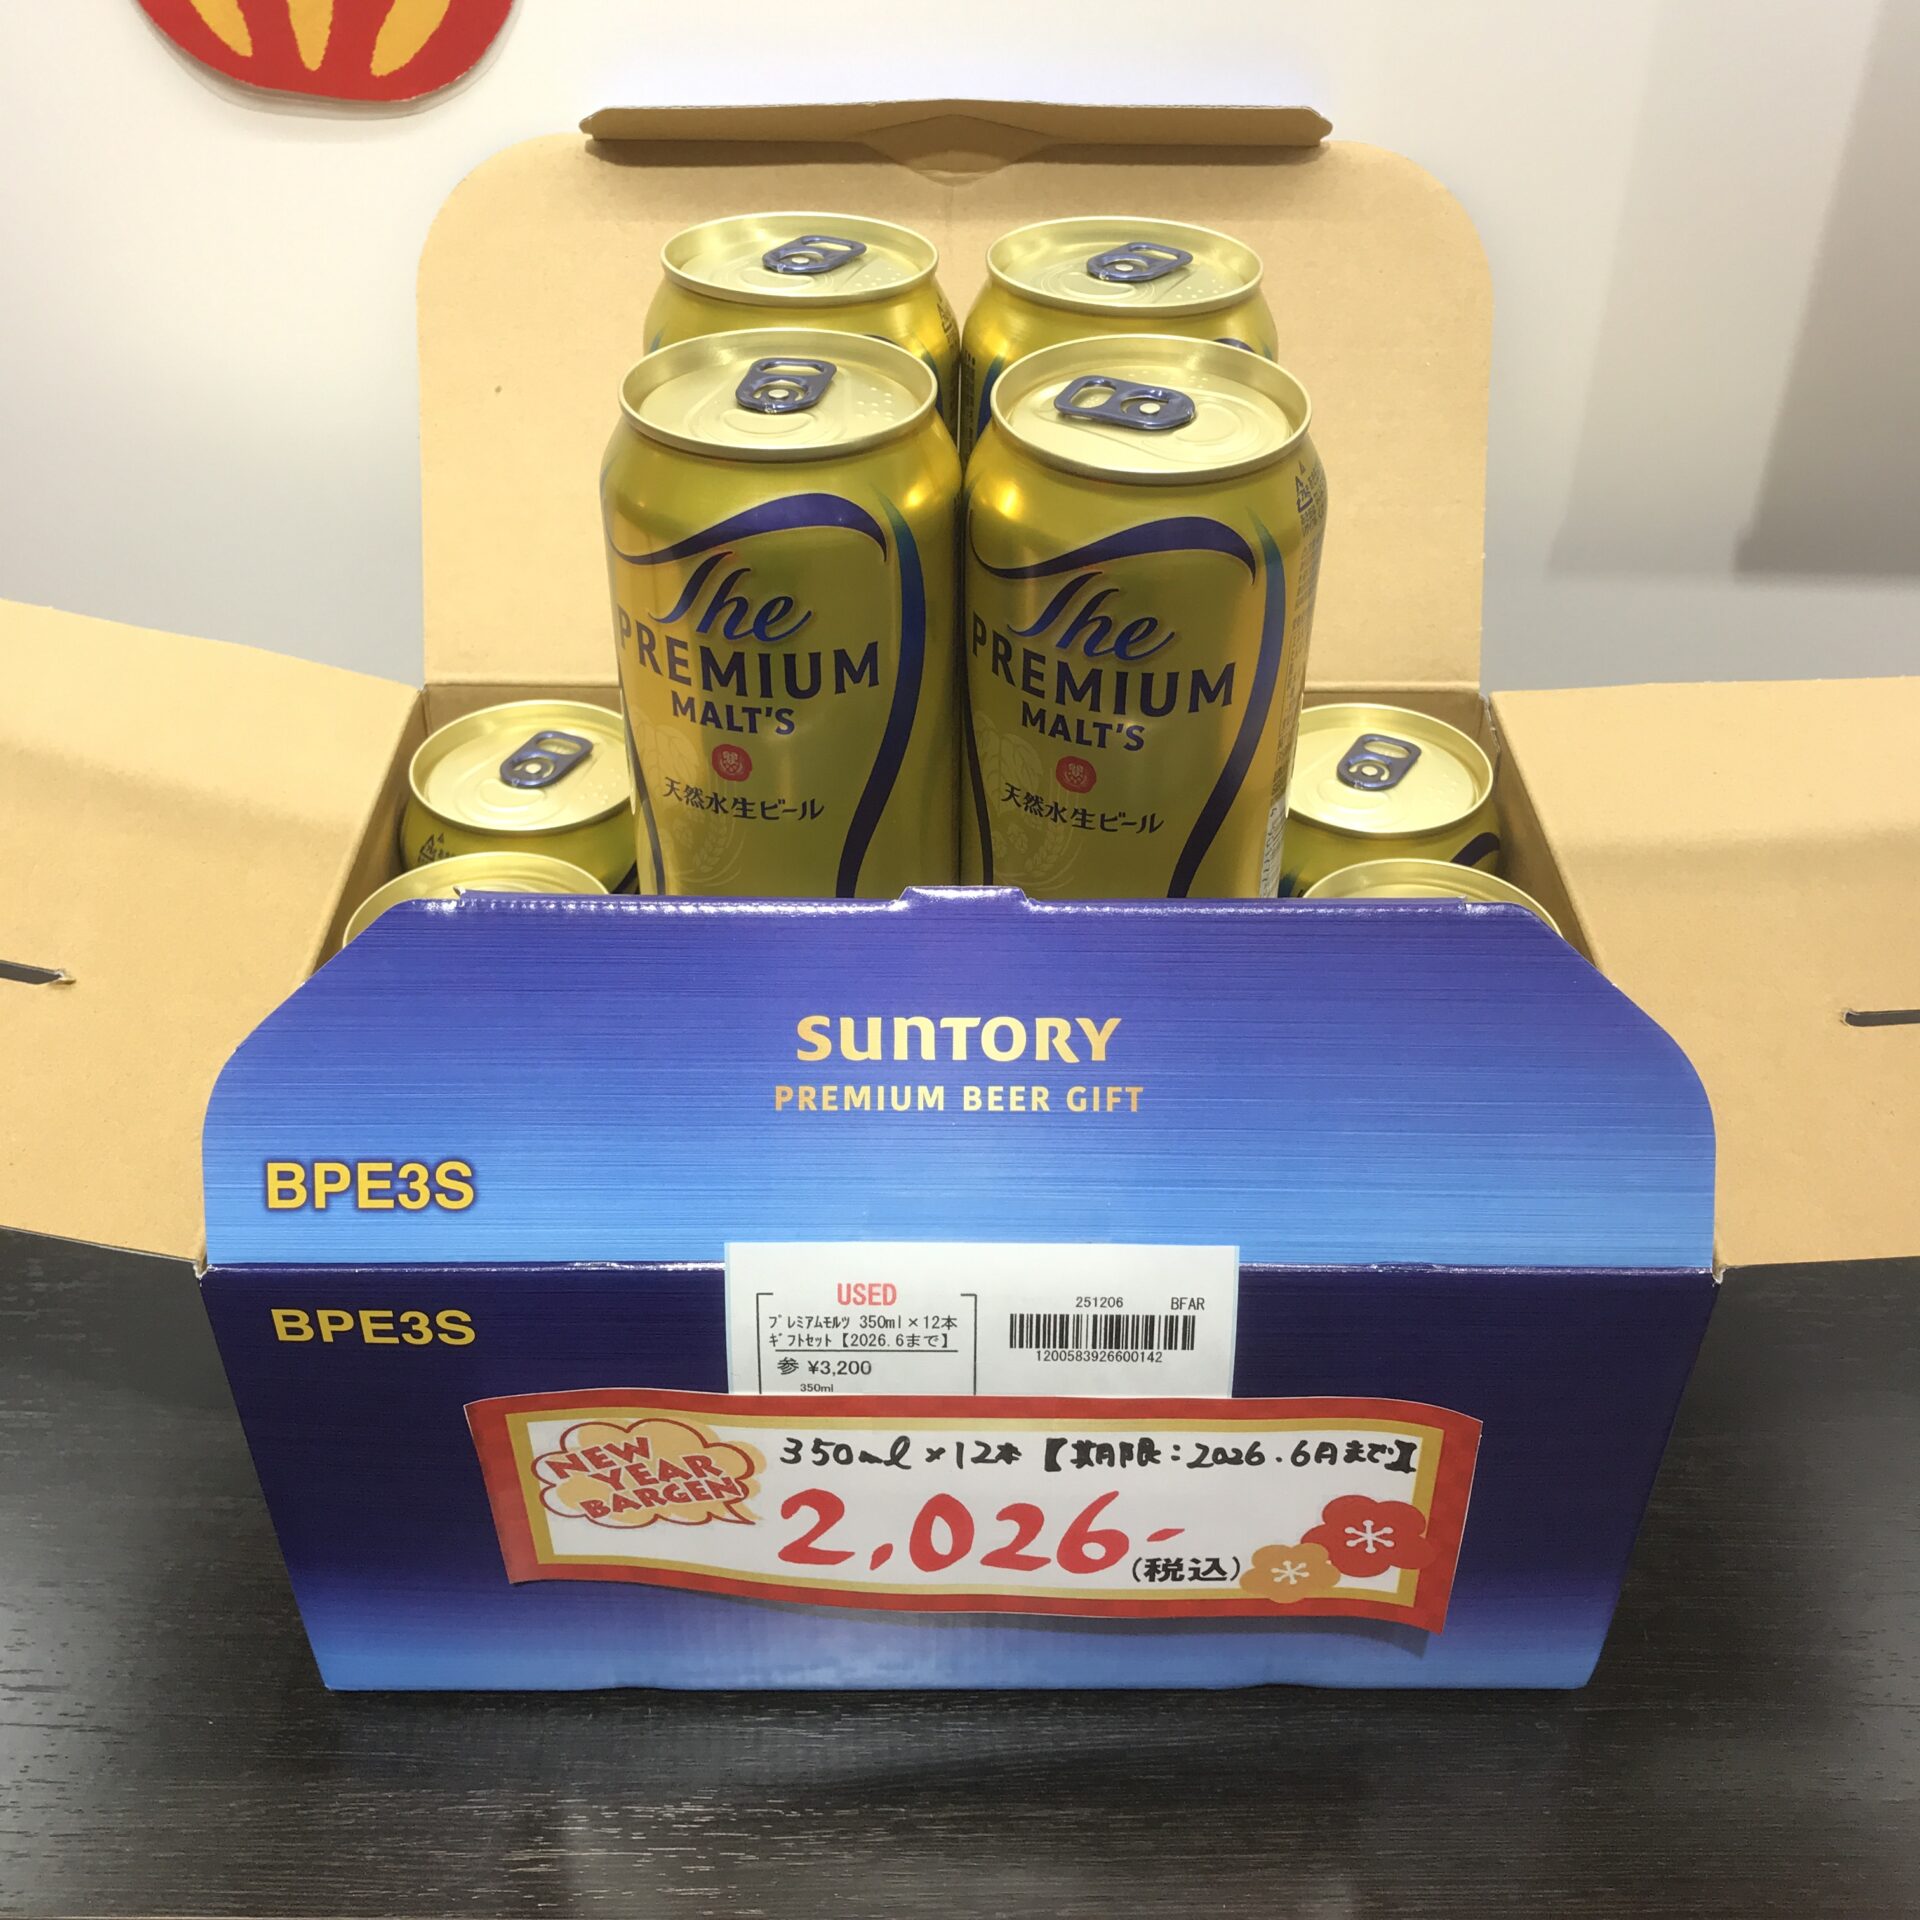 The
PREMIUM
MALT'S
天然水生ビール
The
PREMIUM
MALT'S
天然水生ビール
SUNTORY
PREMIUM BEER GIFT
BPE3S
BPE3S
USED
ﾌﾟﾚﾐｱﾑﾓﾙﾂ 350ml×12本
ｷﾞﾌﾄｾｯﾄ【2026.6まで】
参 ¥3,200
350ml
251206 BFAR
1200583926600142
NEW
YEAR
BARGEN
350ml×12本【期限:2026.6月まで】
2,026-
(税込)